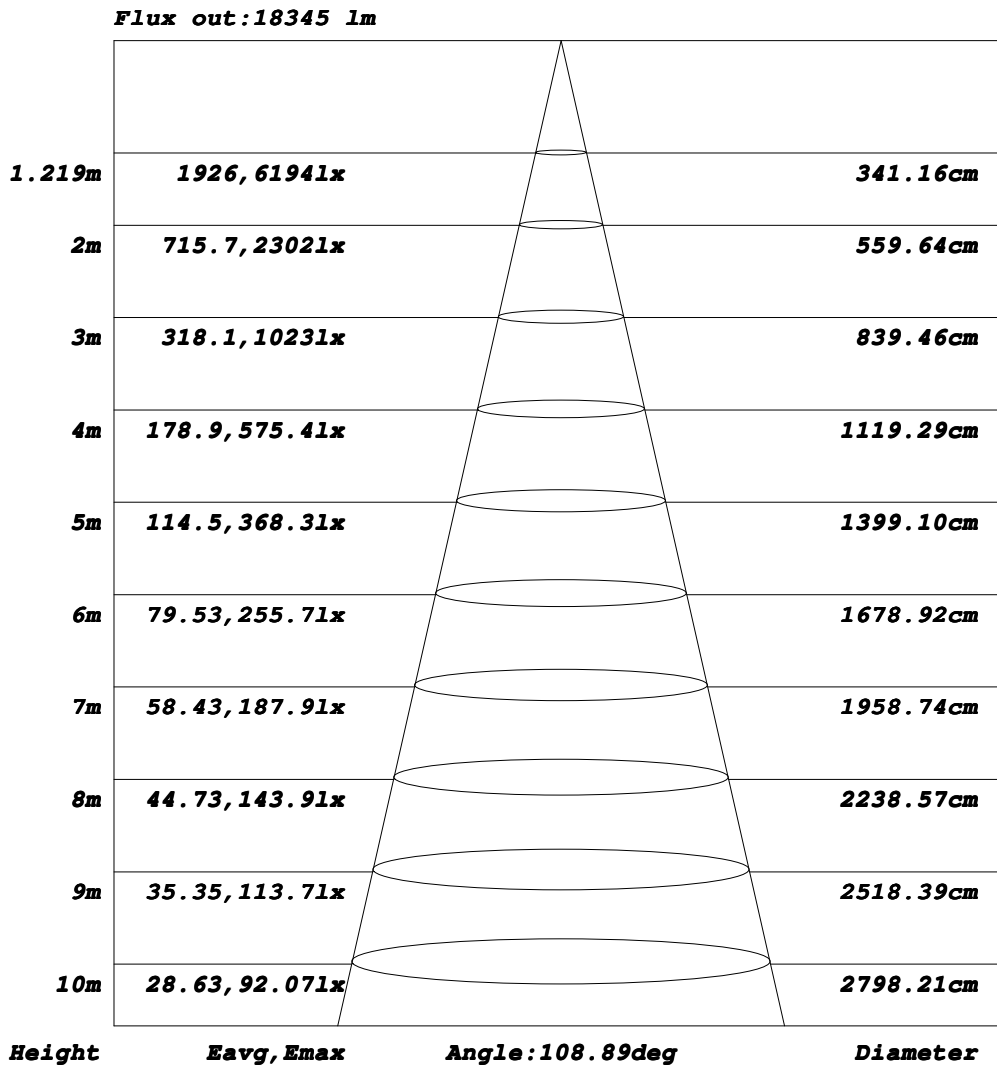 Flux out:18345 lm
1.219m 1926,6194lx 341.16cm
2m 715.7,2302lx 559.64cm
3m 318.1,1023lx 839.46cm
4m 178.9,575.4lx 1119.29cm
5m 114.5,368.3lx 1399.10cm
6m 79.53,255.7lx 1678.92cm
7m 58.43,187.9lx 1958.74cm
8m 44.73,143.9lx 2238.57cm
9m 35.35,113.7lx 2518.39cm
10m 28.63,92.07lx 2798.21cm
Height Eavg,Emax Angle:108.89deg Diameter